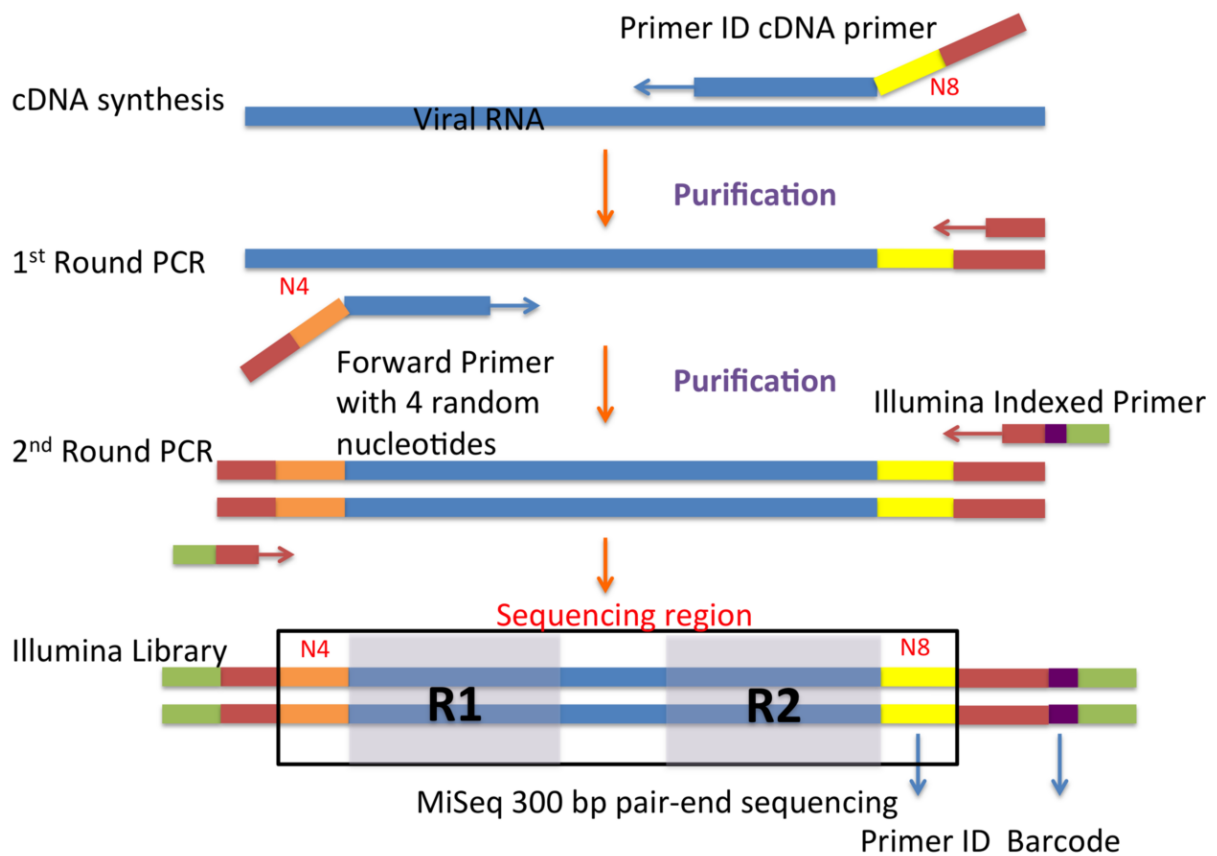 Primer ID cDNA primer
cDNA synthesis
N8
Viral RNA
Purification
1st Round PCR
N4
Forward Primer
with 4 random
nucleotides
Purification
Illumina Indexed Primer
2nd Round PCR
Sequencing region
Illumina Library
N4
N8
R1
R2
MiSeq 300 bp pair-end sequencing
Primer ID
Barcode